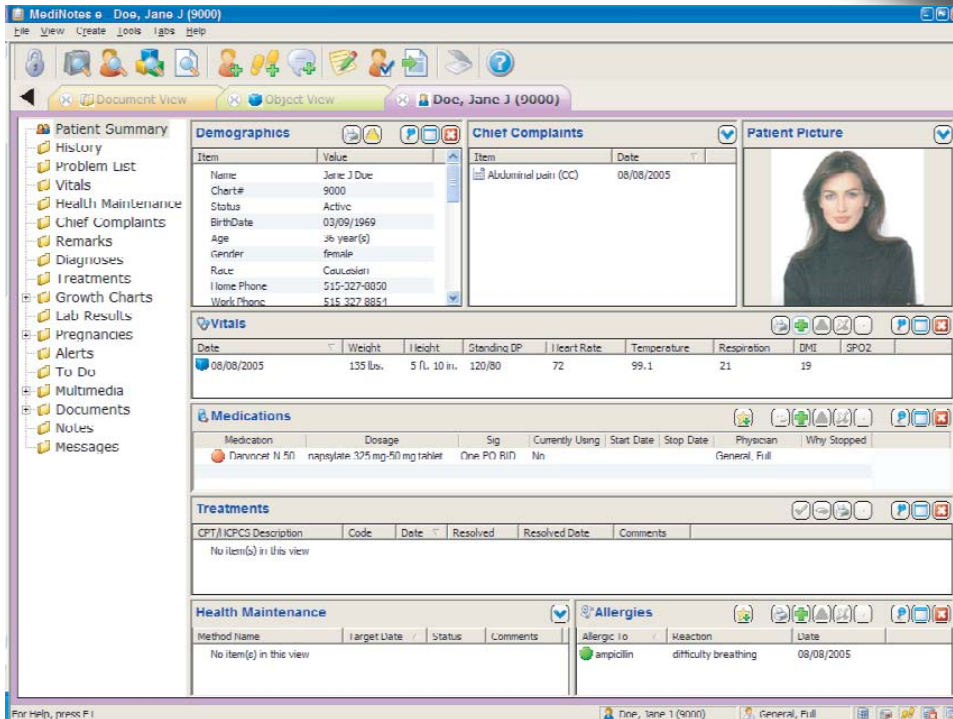 MediNotes e Doe, Jane J (9000)
File View Create Tools Tabs Help
Document View Object View Doe, Jane J (9000)
Patient Summary
History
Problem List
Vitals
Health Maintenance
Chief Complaints
Remarks
Diagnoses
Treatments
Growth Charts
Lab Results
Pregnancies
Alerts
To Do
Multimedia
Documents
Notes
Messages
Demographics
Item Value
Name Jane J Doe
Chart# 9000
Status Active
BirthDate 03/09/1969
Age 36 year(s)
Gender female
Race Caucasian
Home Phone 515-327-8850
Work Phone 515 327 8851
Chief Complaints
Item Date
Abdominal pain (CC) 08/08/2005
Patient Picture
Vitals
Date Weight Height Standing BP Heart Rate Temperature Respiration BMI SPO2
08/08/2005 135 lbs. 5 ft. 10 in. 120/80 72 99.1 21 19
Medications
Medication Dosage Sig Currently Using Start Date Stop Date Physician Why Stopped
Darvocet N 50 napsylate 325 mg-50 mg tablet One PO BID No General, Full
Treatments
CPT/HCPCS Description Code Date Resolved Resolved Date Comments
No item(s) in this view
Health Maintenance
Method Name Target Date Status Comments
No item(s) in this view
Allergies
Allergic To Reaction Date
ampicillin difficulty breathing 08/08/2005
For Help, press F1 Doe, Jane J (9000) General, Full